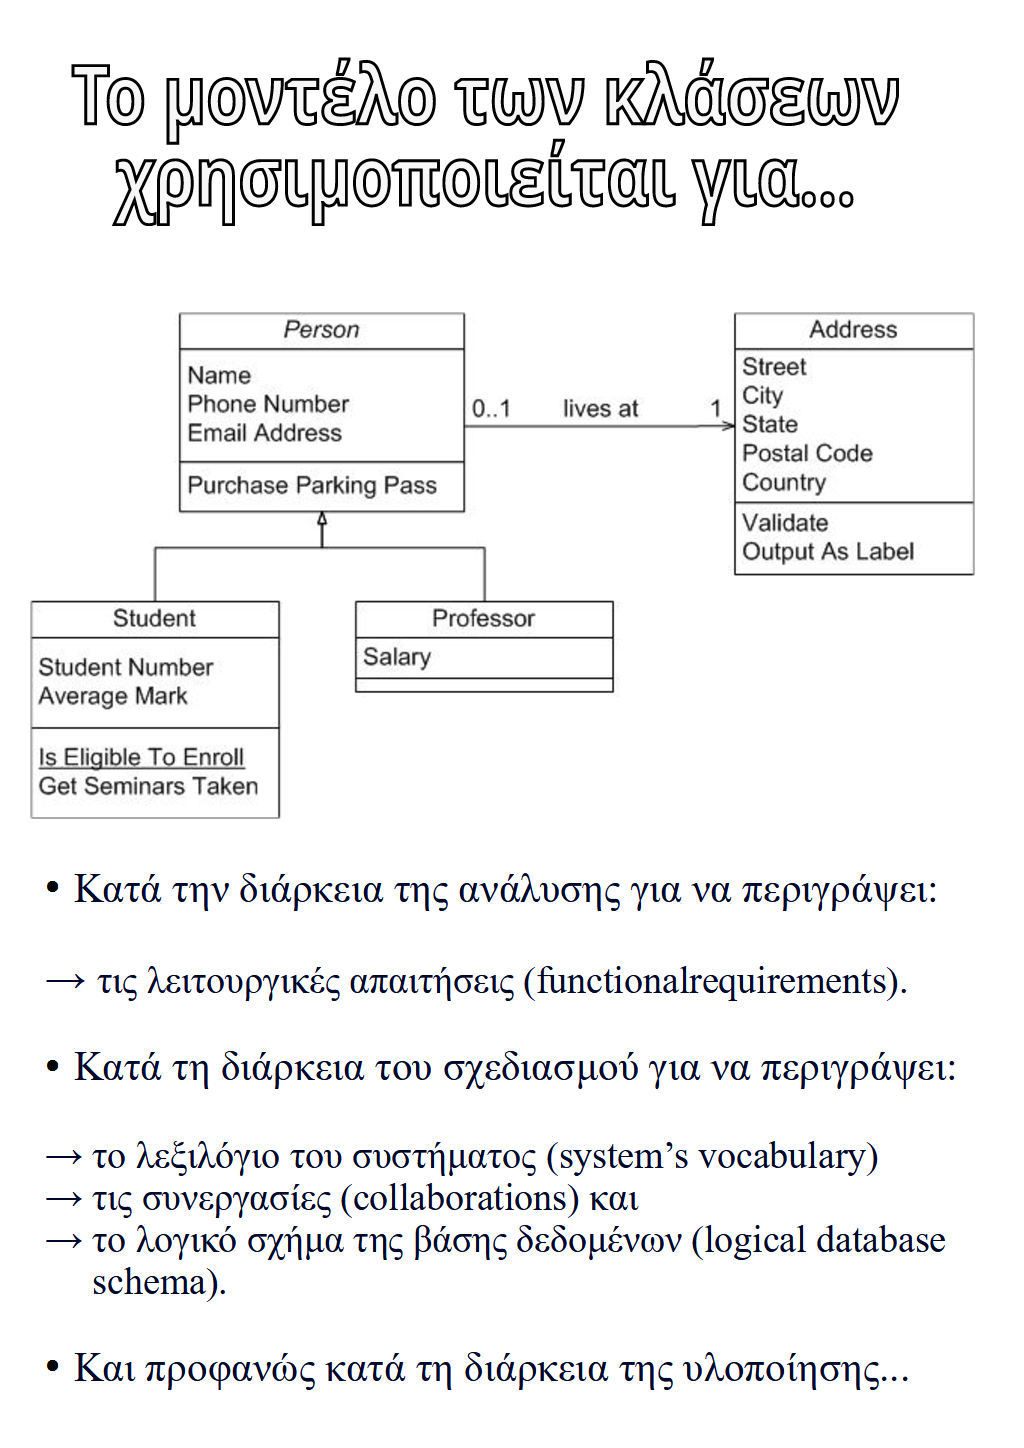 Το μοντέλο των κλάσεων
χρησιμοποιείται για...
Person
Name
Phone Number
Email Address
Purchase Parking Pass
0..1 lives at 1
Address
Street
City
State
Postal Code
Country
Validate
Output As Label
Student
Student Number
Average Mark
Is Eligible To Enroll
Get Seminars Taken
Professor
Salary
• Κατά την διάρκεια της ανάλυσης για να περιγράψει:
→ τις λειτουργικές απαιτήσεις (functionalrequirements).
• Κατά τη διάρκεια του σχεδιασμού για να περιγράψει:
→ το λεξιλόγιο του συστήματος (system’s vocabulary)
→ τις συνεργασίες (collaborations) και
→ το λογικό σχήμα της βάσης δεδομένων (logical database
schema).
• Και προφανώς κατά τη διάρκεια της υλοποίησης...